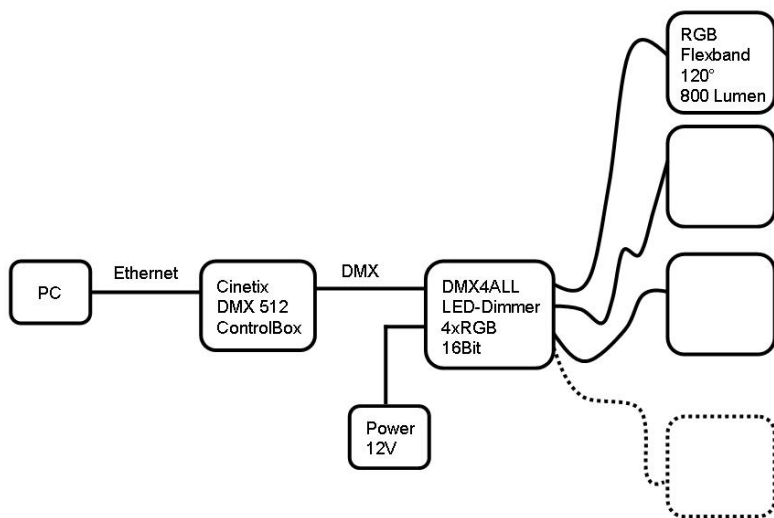 RGB
Flexband
120°
800 Lumen
PC
Ethernet
Cinetix
DMX 512
ControlBox
DMX
DMX4ALL
LED-Dimmer
4xRGB
16Bit
Power
12V